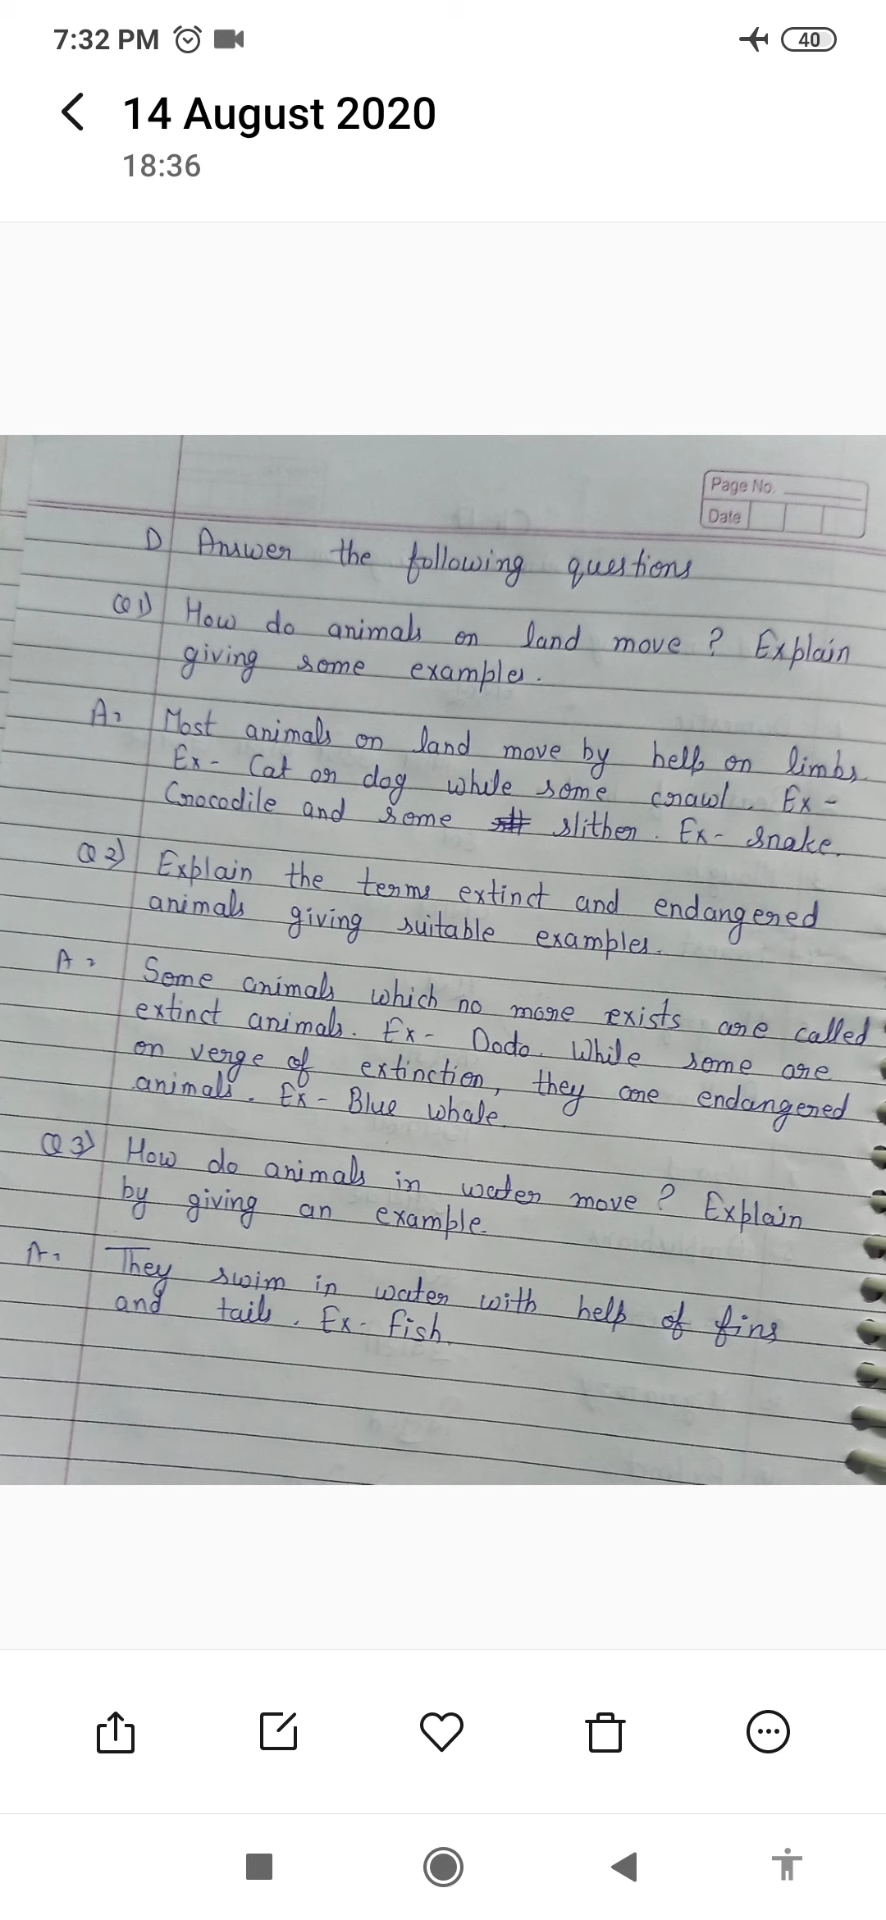 7:32 PM
40
14 August 2020
18:36
Page No.
Date
D Answer the following questions
Q1) How do animals on land move? Explain
giving some examples.
A= Most animals on land move by help on limbs.
Ex- Cat or dog while some crawl. Ex-
Crocodile and some slither. Ex- Snake.
Q2) Explain the terms extinct and endangered
animals giving suitable examples.
A= Some animals which no more exists are called
extinct animals. Ex- Dodo. While some are
on verge of extinction, they are endangered
animals. Ex- Blue whale.
Q3) How do animals in water move? Explain
by giving an example.
A= They swim in water with help of fins
and tails. Ex- fish.